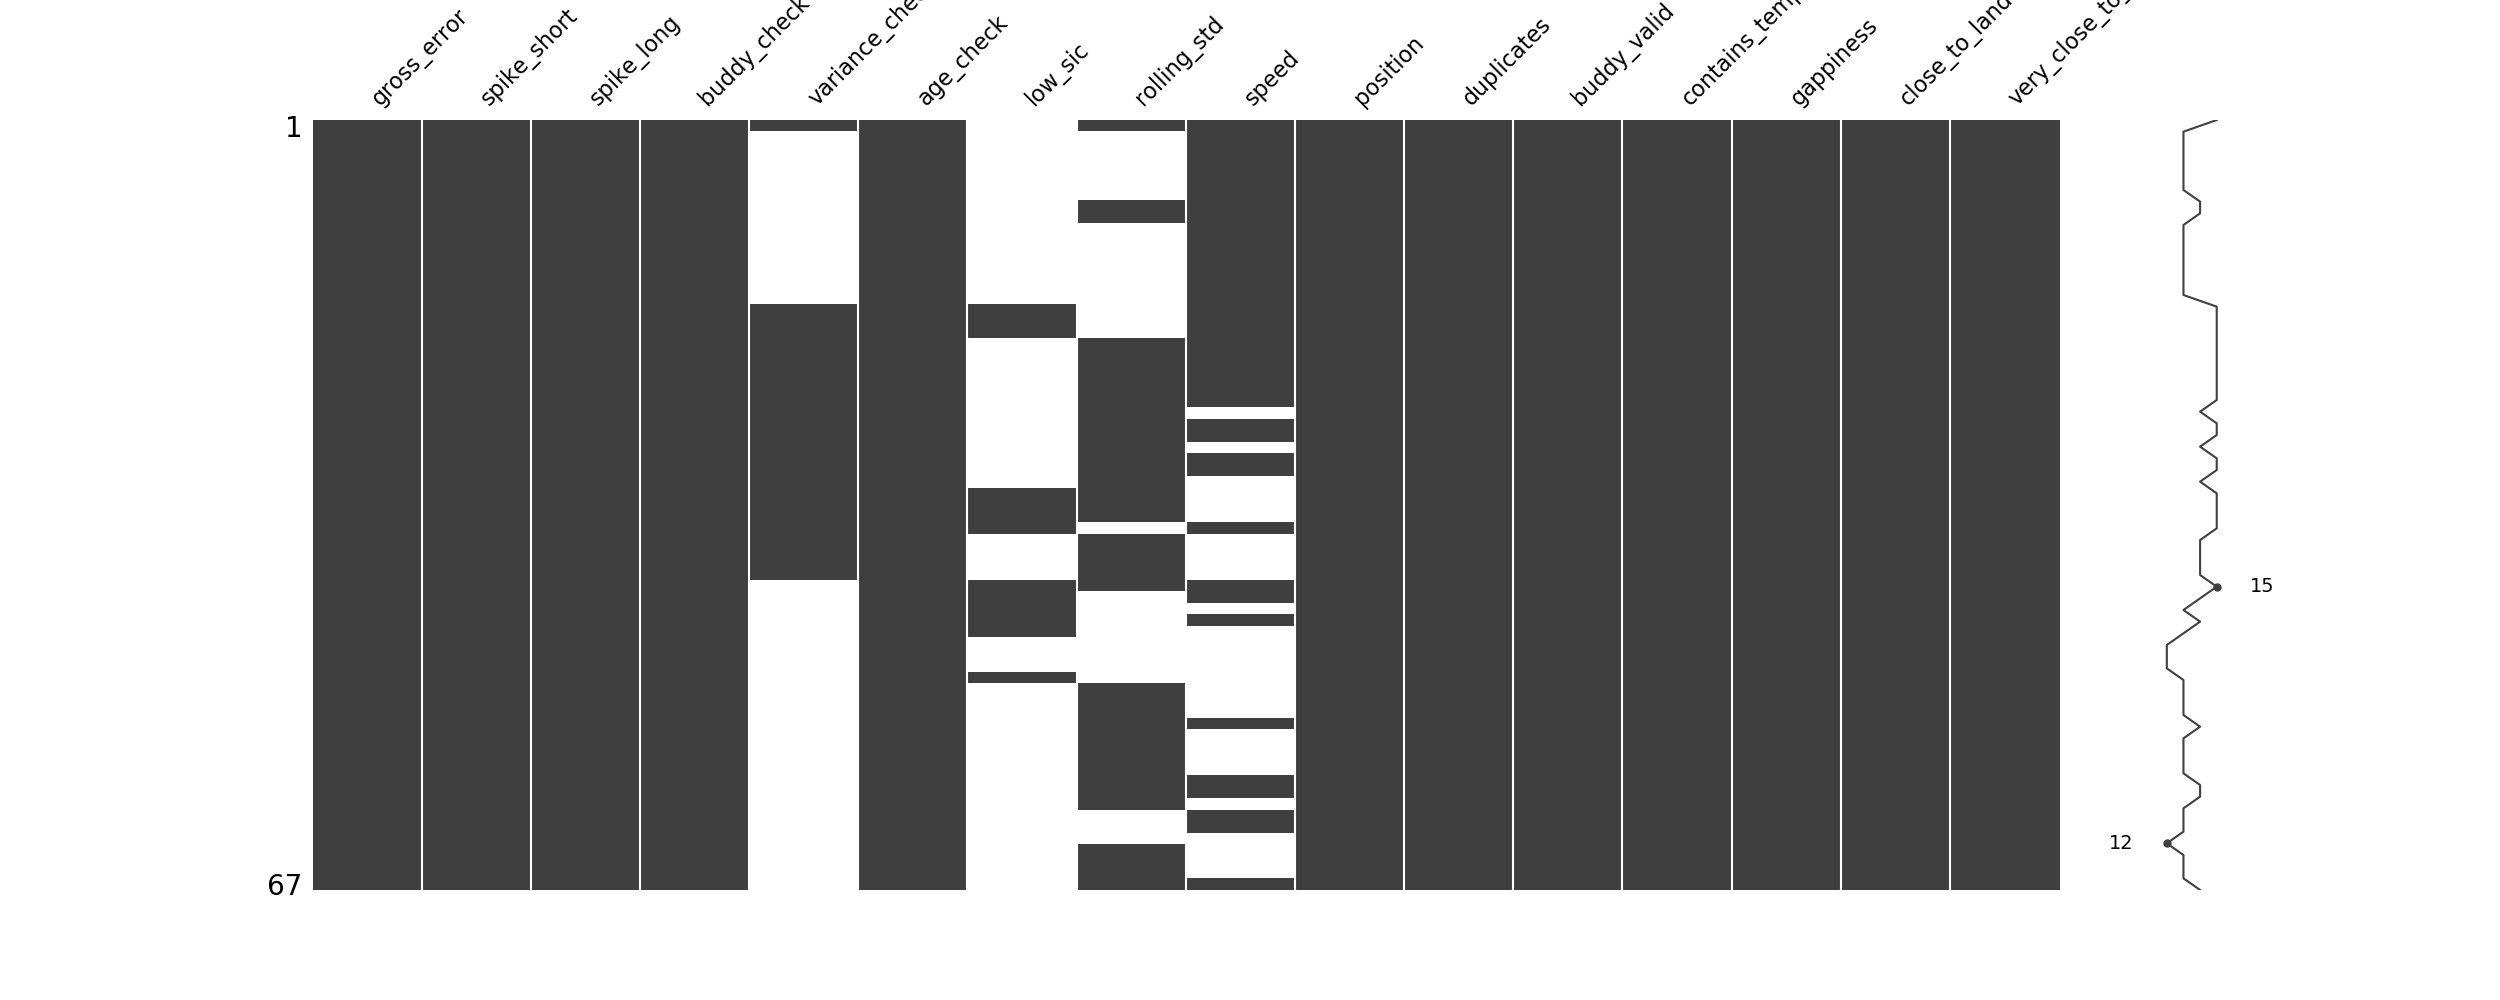 gross_error
spike_short
spike_long
buddy_check
age_check
low_sic
rolling_std
speed
position
duplicates
buddy_valid
gappiness
close_to_land
1
15
12
67